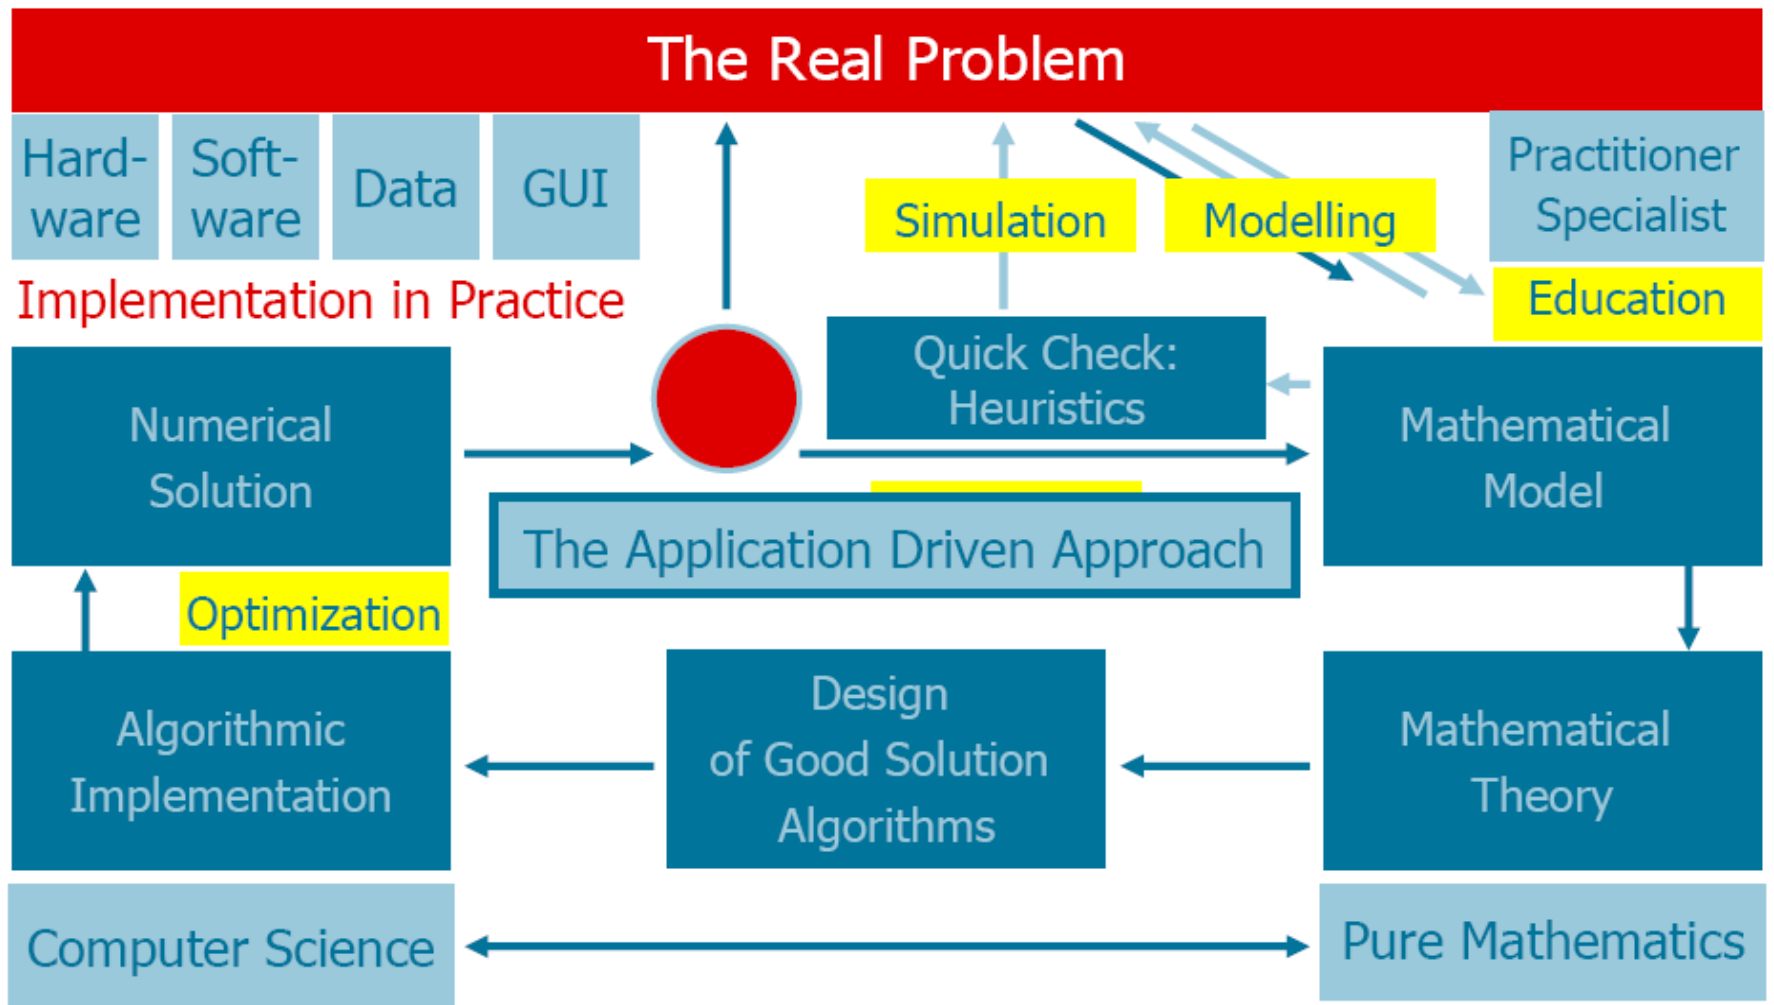 The Real Problem
Hard-
ware
Soft-
ware
Data
GUI
Practitioner
Specialist
Simulation
Modelling
Education
Implementation in Practice
Numerical
Solution
Quick Check:
Heuristics
Mathematical
Model
The Application Driven Approach
Optimization
Algorithmic
Implementation
Design
of Good Solution
Algorithms
Mathematical
Theory
Computer Science
Pure Mathematics